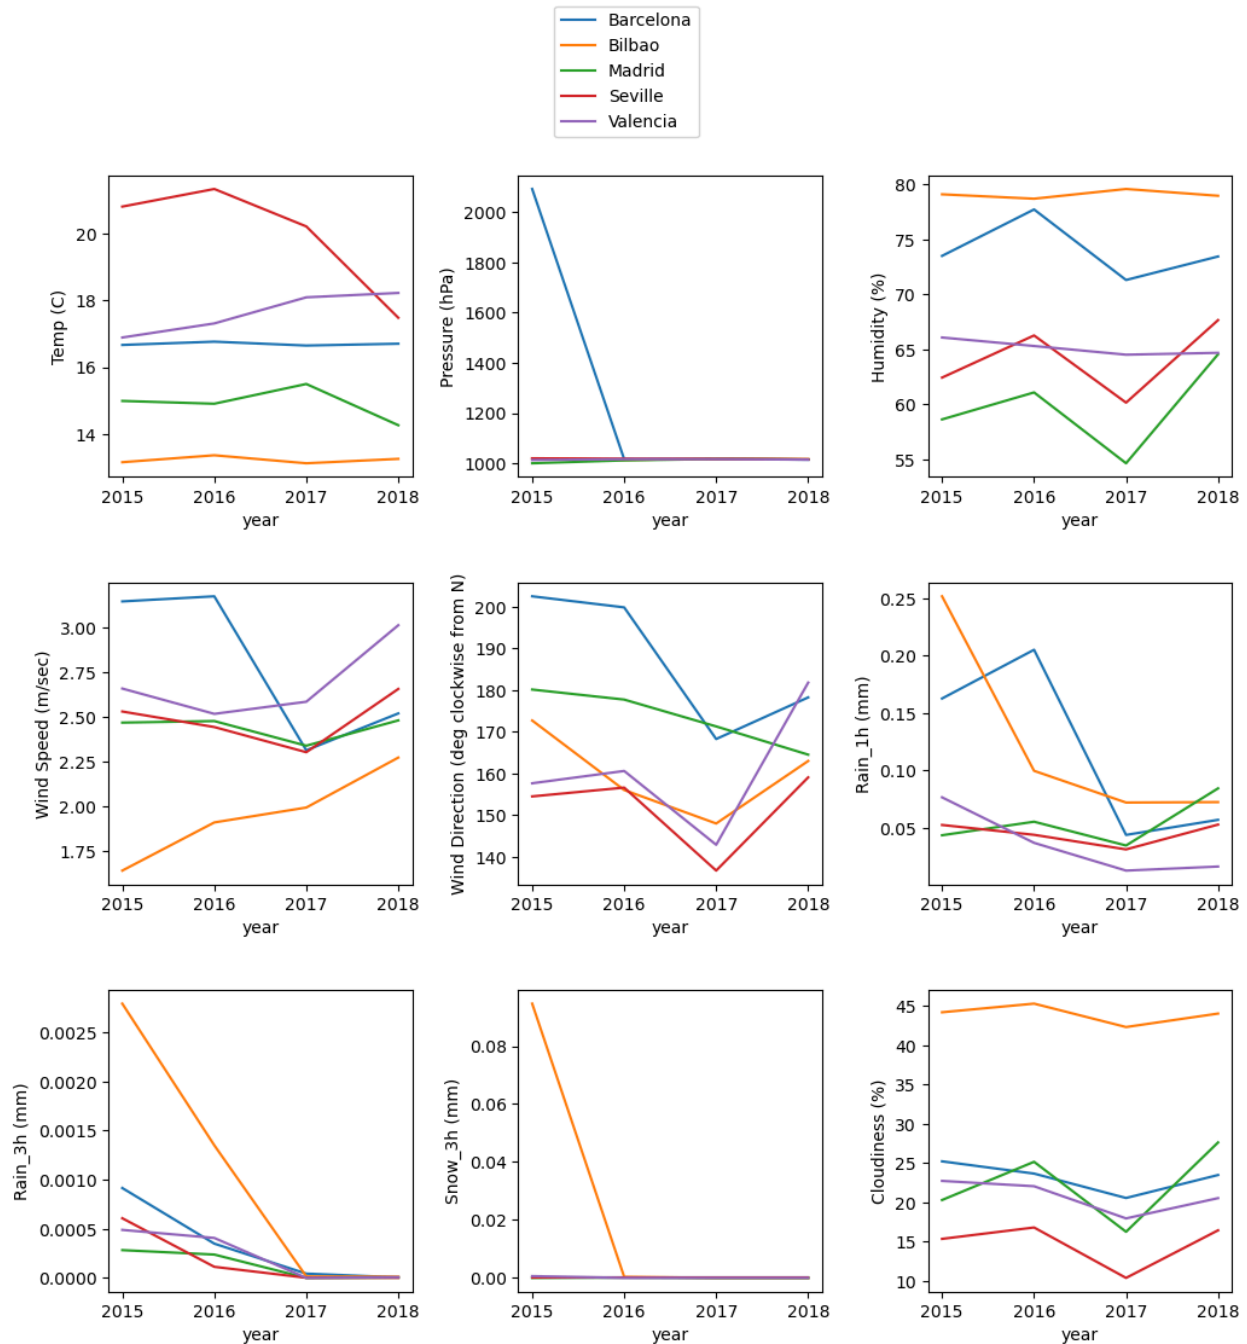 Barcelona
Bilbao
Madrid
Seville
Valencia
Temp (C)
20
18
16
14
2015 2016 2017 2018
year
Pressure (hPa)
2000
1800
1600
1400
1200
1000
2015 2016 2017 2018
year
Humidity (%)
80
75
70
65
60
55
2015 2016 2017 2018
year
Wind Speed (m/sec)
3.00
2.75
2.50
2.25
2.00
1.75
2015 2016 2017 2018
year
Wind Direction (deg clockwise from N)
200
190
180
170
160
150
140
2015 2016 2017 2018
year
Rain_1h (mm)
0.25
0.20
0.15
0.10
0.05
2015 2016 2017 2018
year
Rain_3h (mm)
0.0025
0.0020
0.0015
0.0010
0.0005
0.0000
2015 2016 2017 2018
year
Snow_3h (mm)
0.08
0.06
0.04
0.02
0.00
2015 2016 2017 2018
year
Cloudiness (%)
45
40
35
30
25
20
15
10
2015 2016 2017 2018
year